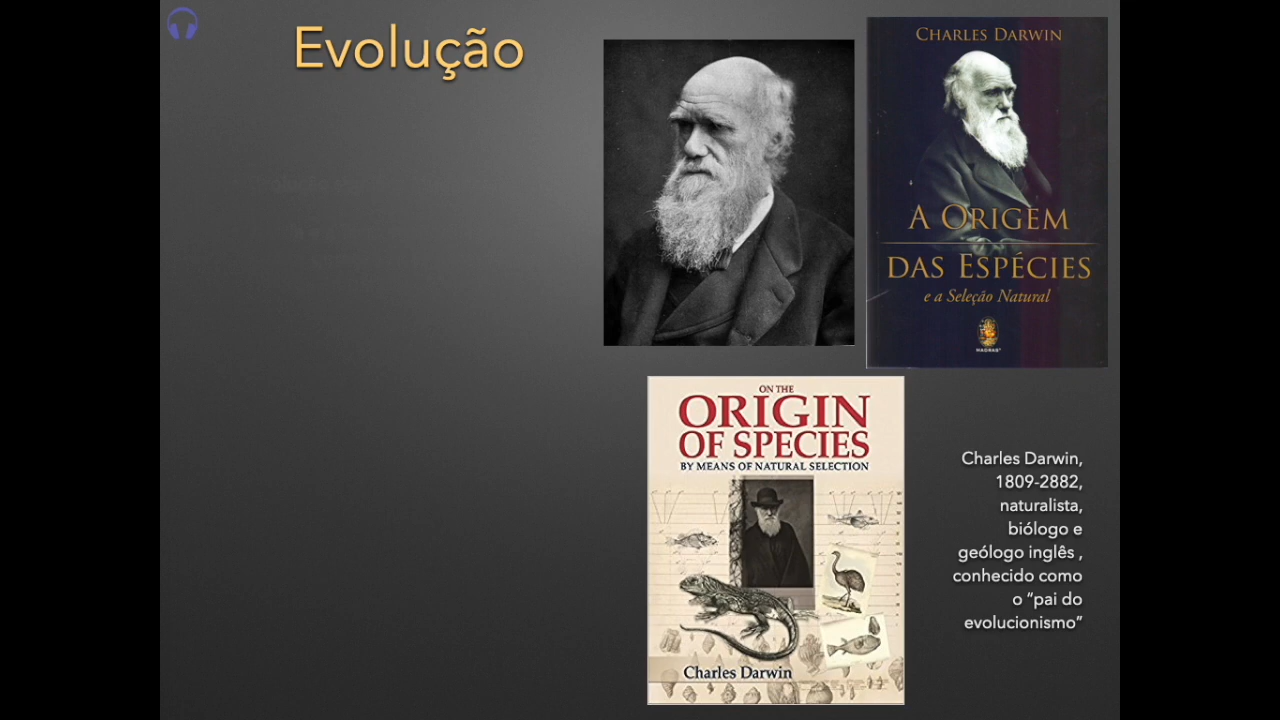 Evolução
CHARLES DARWIN
A ORIGEM
DAS ESPÉCIES
e a Seleção Natural
MADRAS
ON THE
ORIGIN
OF SPECIES
BY MEANS OF NATURAL SELECTION
Charles Darwin
Charles Darwin,
1809-2882,
naturalista,
biólogo e
geólogo inglês ,
conhecido como
o “pai do
evolucionismo”